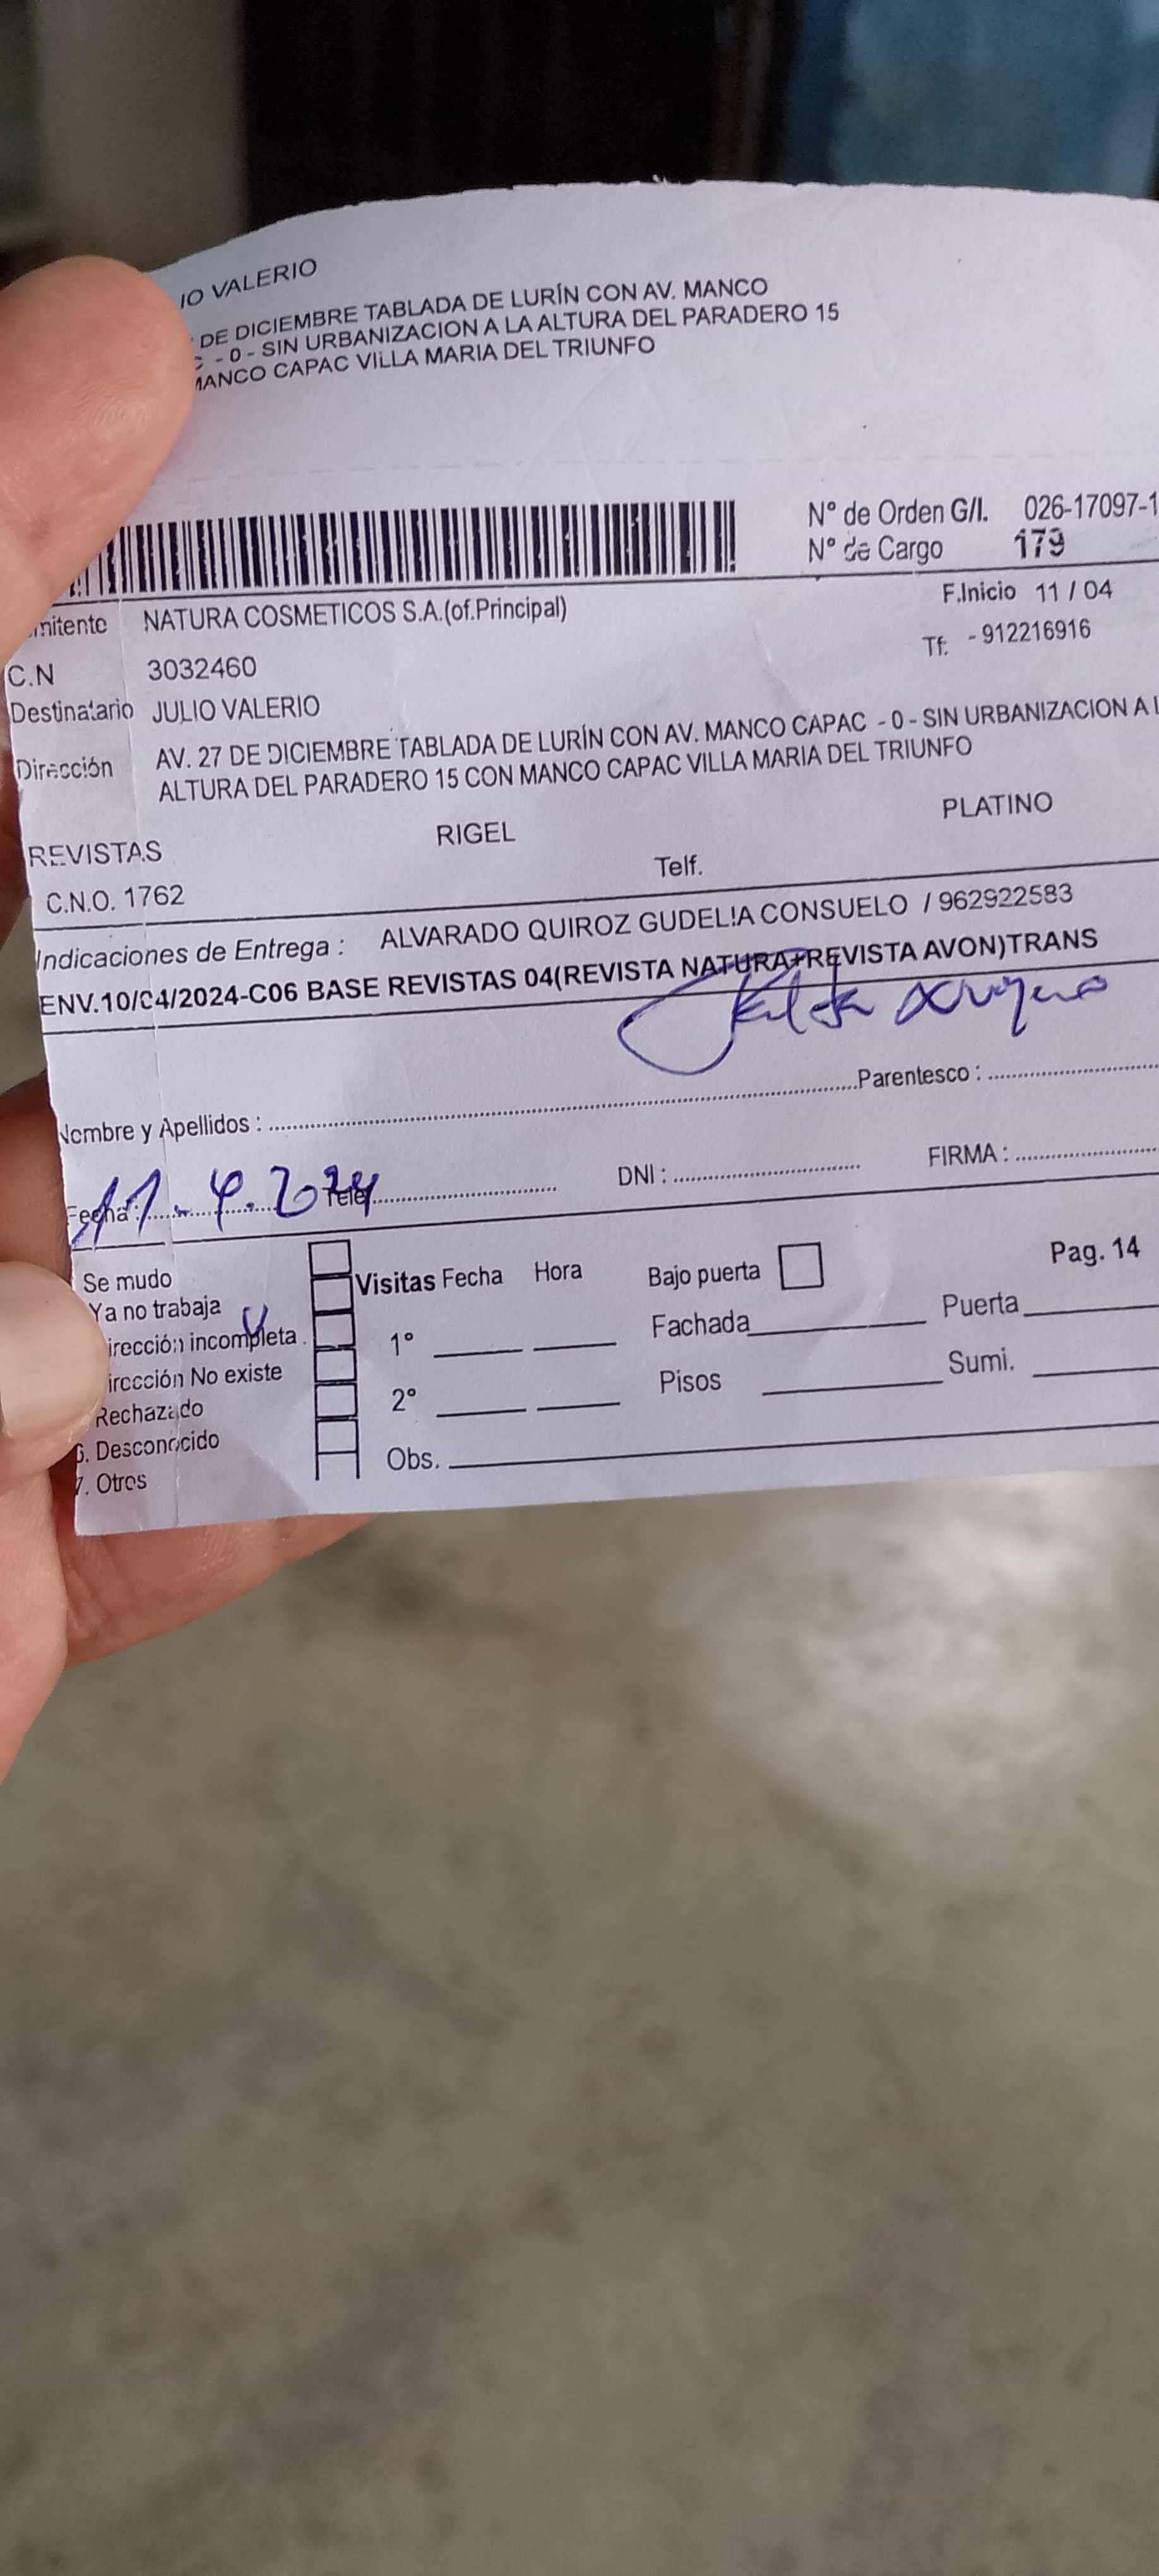 IO VALERIO
DE DICIEMBRE TABLADA DE LURÍN CON AV. MANCO
C - 0 - SIN URBANIZACION A LA ALTURA DEL PARADERO 15
MANCO CAPAC VILLA MARIA DEL TRIUNFO
N° de Orden G/I. 026-17097-1
N° de Cargo 179
mitente NATURA COSMETICOS S.A.(of.Principal)
F.Inicio 11 / 04
C.N 3032460
Tf: - 912216916
Destinatario JULIO VALERIO
Dirección AV. 27 DE DICIEMBRE TABLADA DE LURÍN CON AV. MANCO CAPAC - 0 - SIN URBANIZACION A
ALTURA DEL PARADERO 15 CON MANCO CAPAC VILLA MARIA DEL TRIUNFO
REVISTAS RIGEL PLATINO
C.N.O. 1762 Telf.
Indicaciones de Entrega : ALVARADO QUIROZ GUDELIA CONSUELO / 962922583
ENV.10/04/2024-C06 BASE REVISTAS 04(REVISTA NATURA+REVISTA AVON)TRANS
Nombre y Apellidos : Parentesco :
Fecha : 11-4.2024 Telef DNI : FIRMA :
Se mudo
Ya no trabaja
irección incompleta
irección No existe
Rechazado
6. Desconocido
7. Otros
Visitas Fecha Hora
1°
2°
Obs.
Bajo puerta
Fachada
Pisos
Pag. 14
Puerta
Sumi.